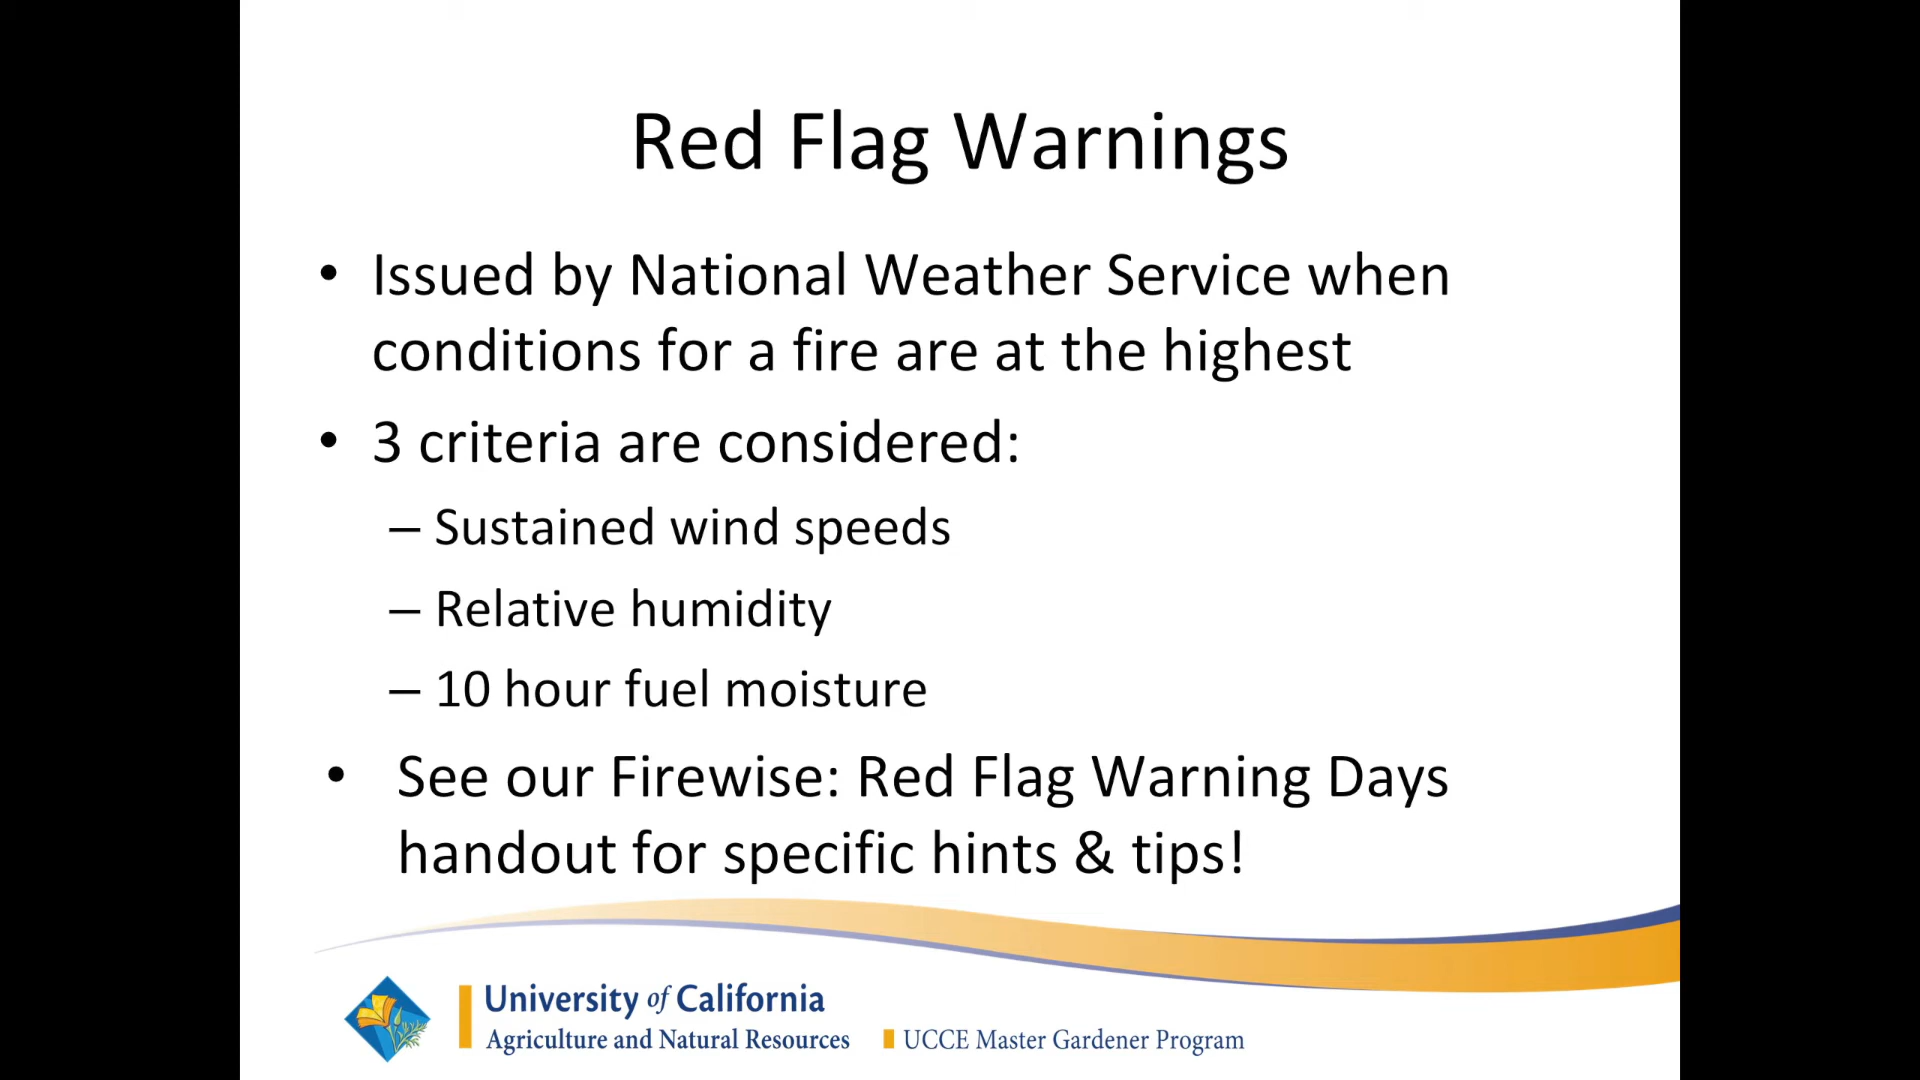 Red Flag Warnings
• Issued by National Weather Service when
conditions for a fire are at the highest
• 3 criteria are considered:
– Sustained wind speeds
– Relative humidity
– 10 hour fuel moisture
• See our Firewise: Red Flag Warning Days
handout for specific hints & tips!
University of California
Agriculture and Natural Resources
UCCE Master Gardener Program